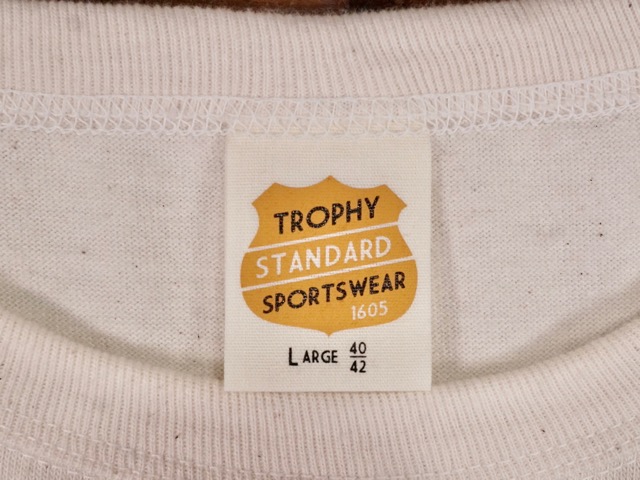 TROPHY
STANDARD
SPORTSWEAR
1605
LARGE 40/42